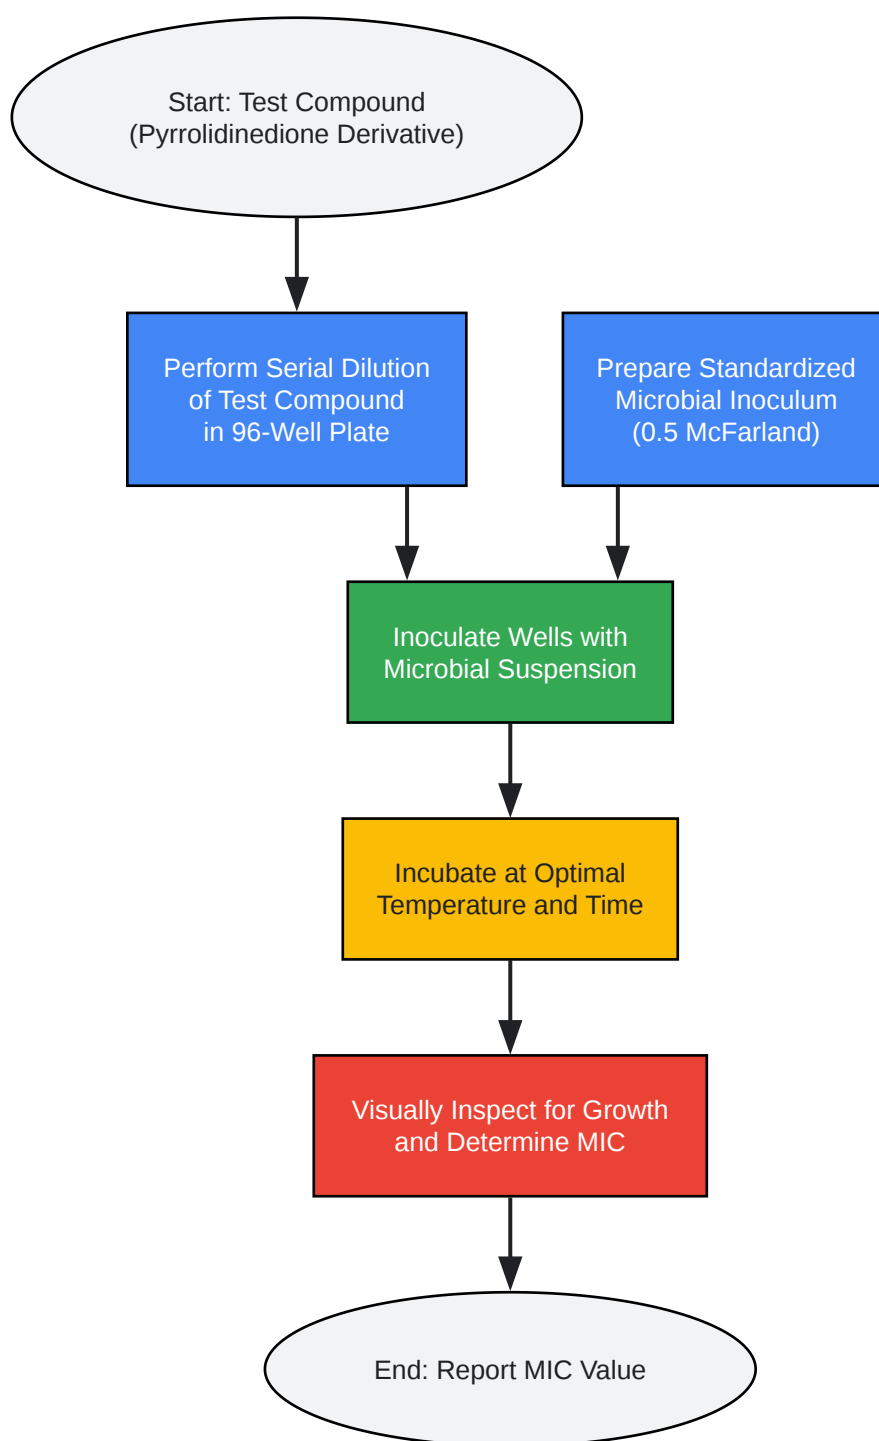 Start: Test Compound
(Pyrrolidinedione Derivative)
Perform Serial Dilution
of Test Compound
in 96-Well Plate
Prepare Standardized
Microbial Inoculum
(0.5 McFarland)
Inoculate Wells with
Microbial Suspension
Incubate at Optimal
Temperature and Time
Visually Inspect for Growth
and Determine MIC
End: Report MIC Value